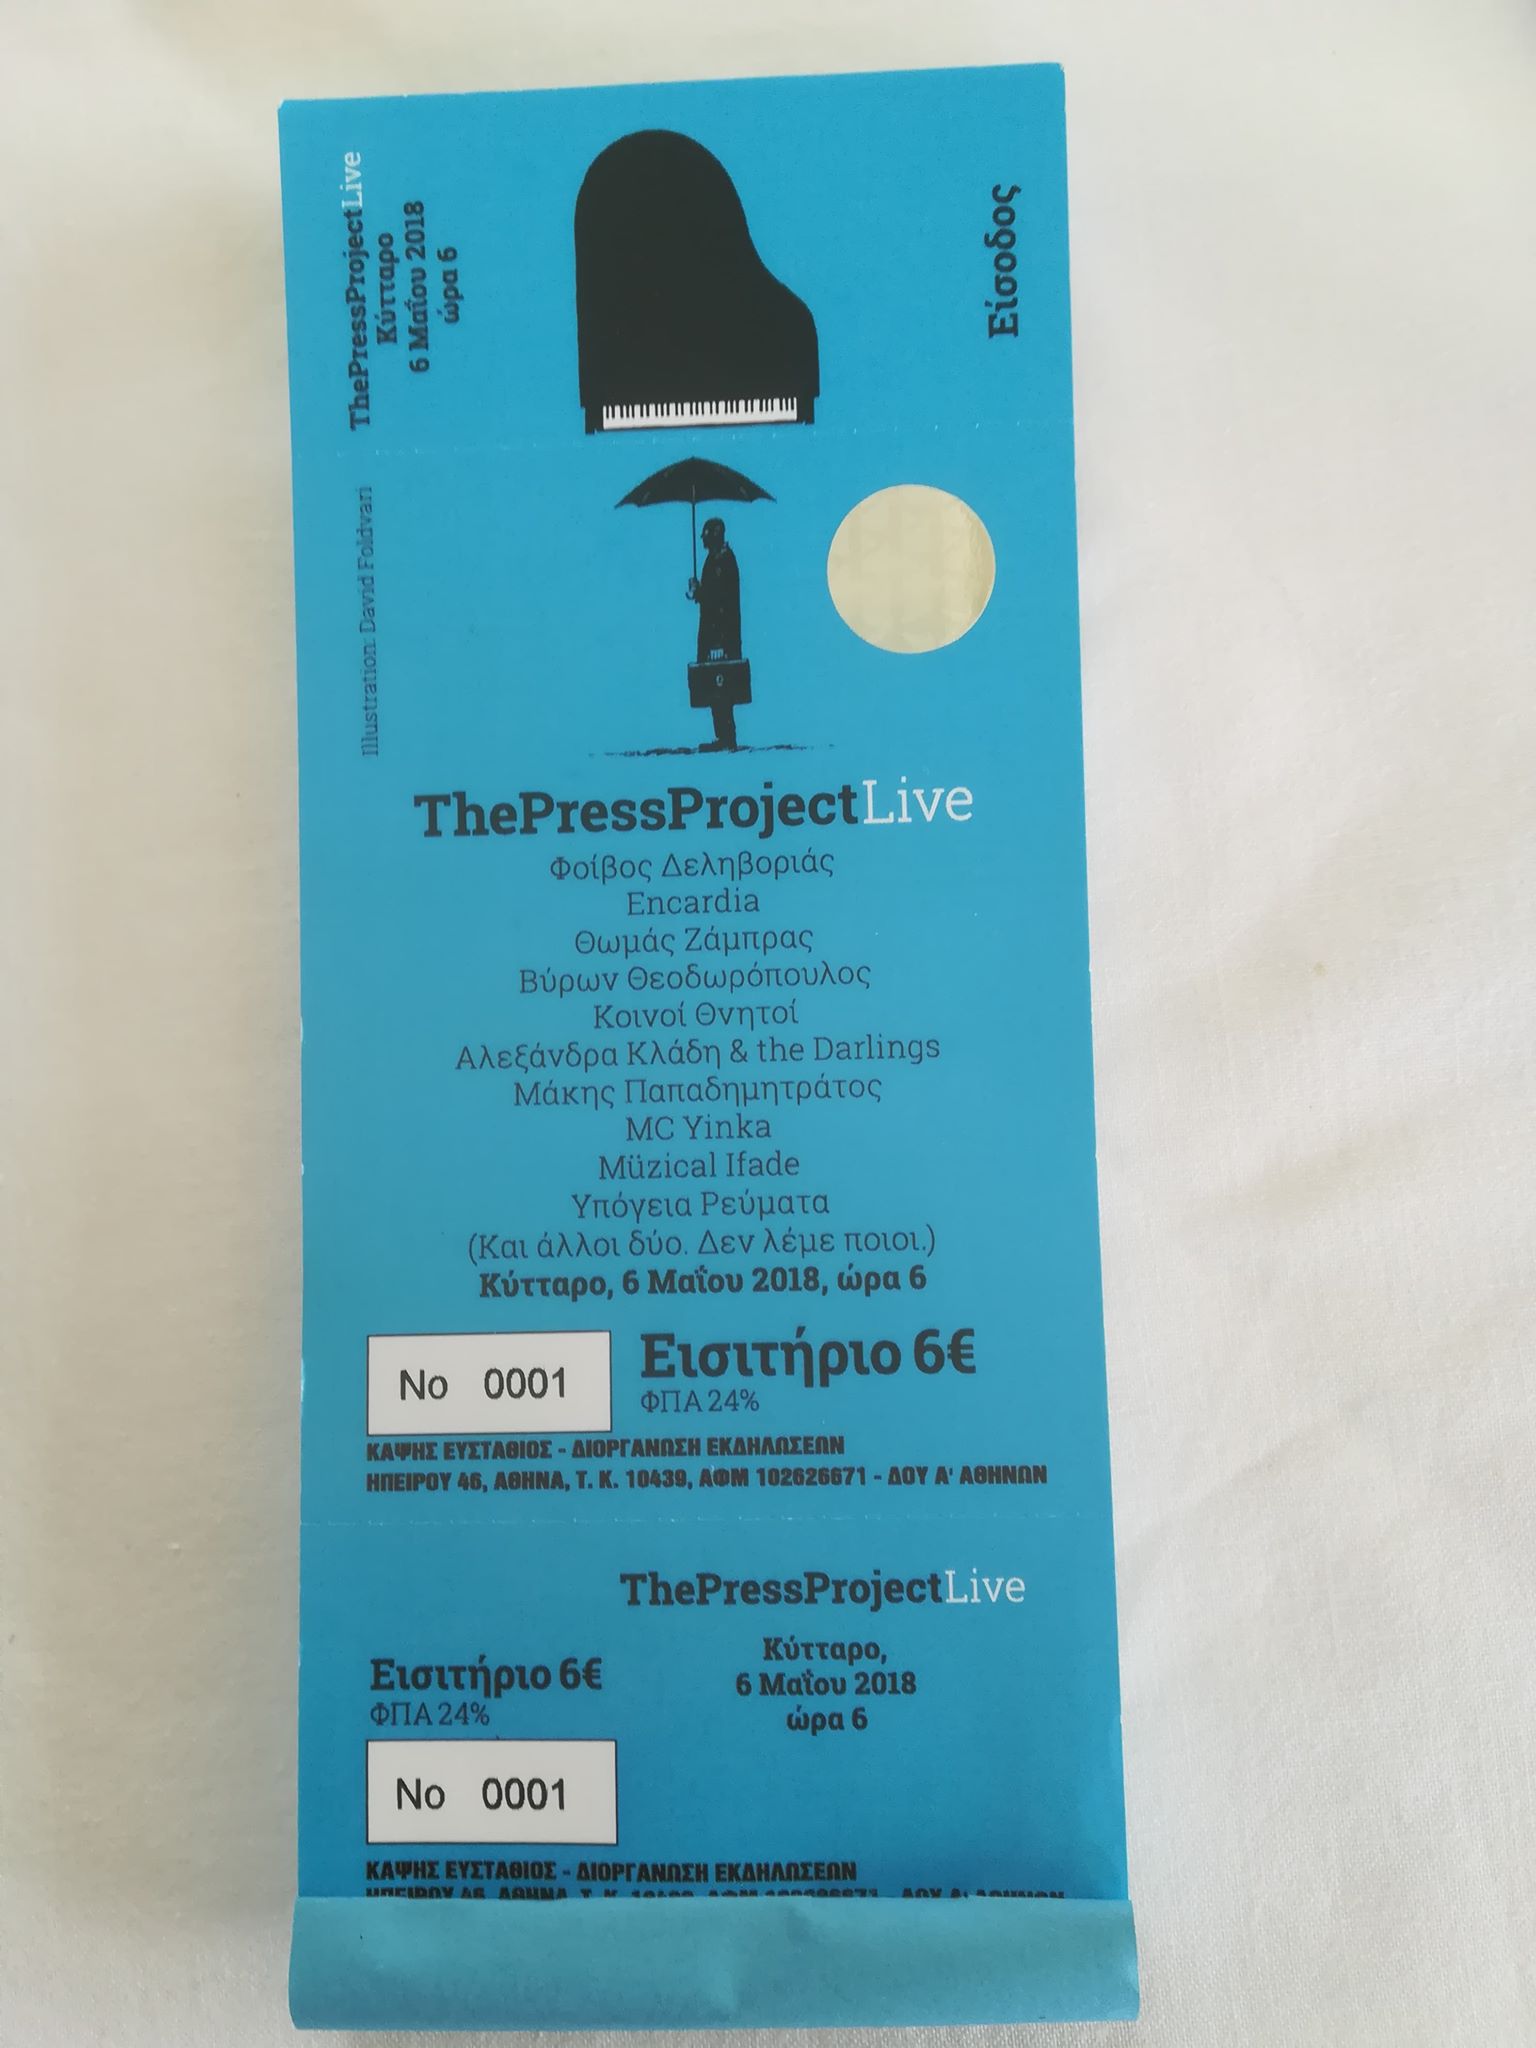 ThePressProjectLive
Κύτταρο
6 Μαΐου 2018
ώρα 6
Είσοδος
Illustration: David Foldvari
ThePressProjectLive
Φοίβος Δεληβοριάς
Encardia
Θωμάς Ζάμπρας
Βύρων Θεοδωρόπουλος
Κοινοί Θνητοί
Αλεξάνδρα Κλάδη & the Darlings
Μάκης Παπαδημητράτος
MC Yinka
Müzical Ifade
Υπόγεια Ρεύματα
(Και άλλοι δύο. Δεν λέμε ποιοι.)
Κύτταρο, 6 Μαΐου 2018, ώρα 6
No 0001
Εισιτήριο 6€
ΦΠΑ 24%
ΚΑΨΗΣ ΕΥΣΤΑΘΙΟΣ - ΔΙΟΡΓΑΝΩΣΗ ΕΚΔΗΛΩΣΕΩΝ
ΗΠΕΙΡΟΥ 46, ΑΘΗΝΑ, Τ. Κ. 10439, ΑΦΜ 102626671 - ΔΟΥ Α' ΑΘΗΝΩΝ
ThePressProjectLive
Κύτταρο,
6 Μαΐου 2018
ώρα 6
Εισιτήριο 6€
ΦΠΑ 24%
No 0001
ΚΑΨΗΣ ΕΥΣΤΑΘΙΟΣ - ΔΙΟΡΓΑΝΩΣΗ ΕΚΔΗΛΩΣΕΩΝ